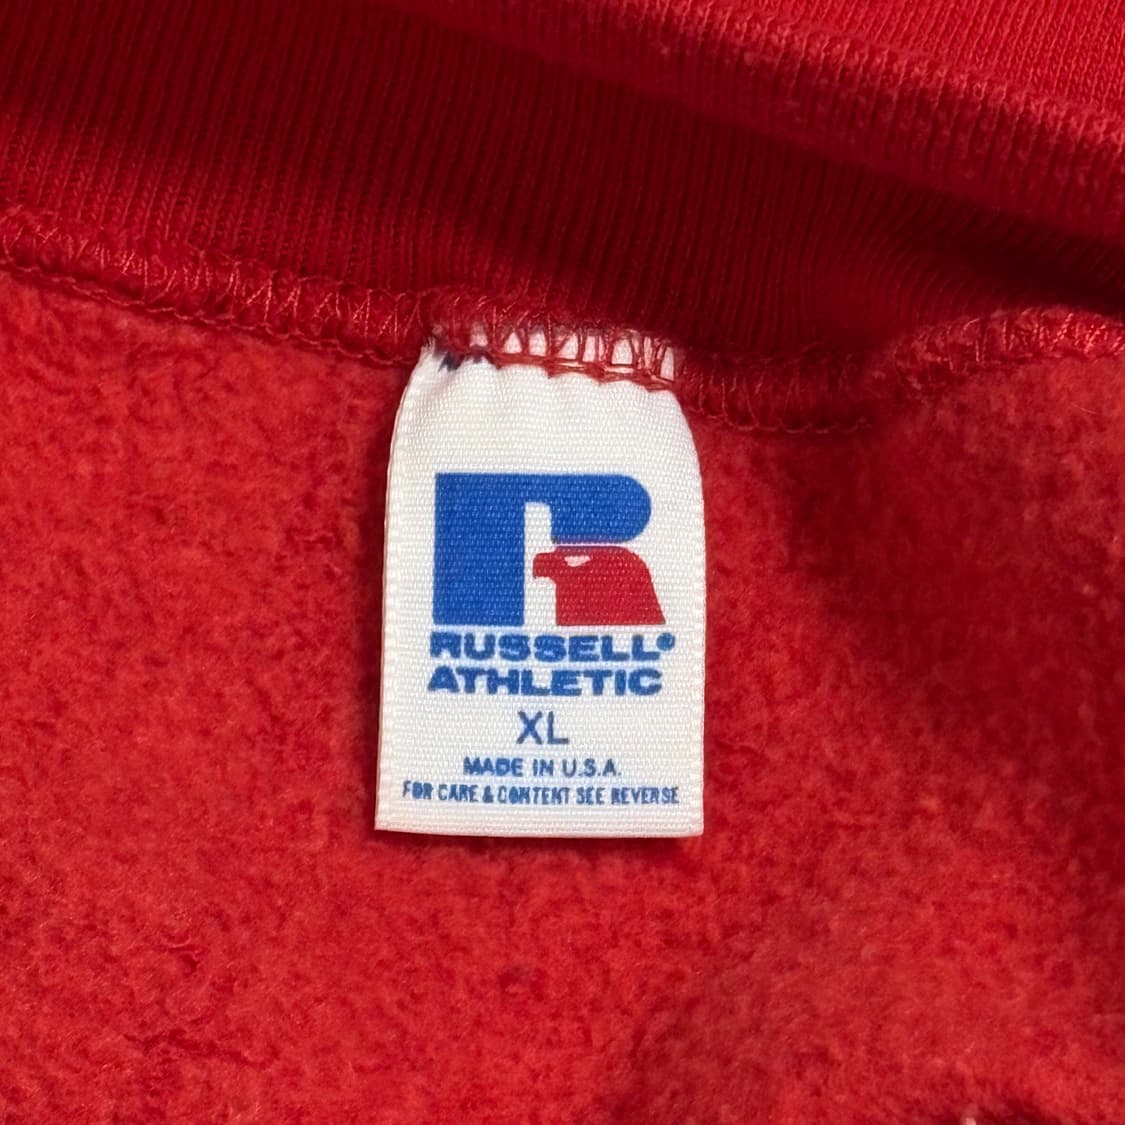 R
RUSSELL®
ATHLETIC
XL
MADE IN U.S.A.
FOR CARE & CONTENT SEE REVERSE